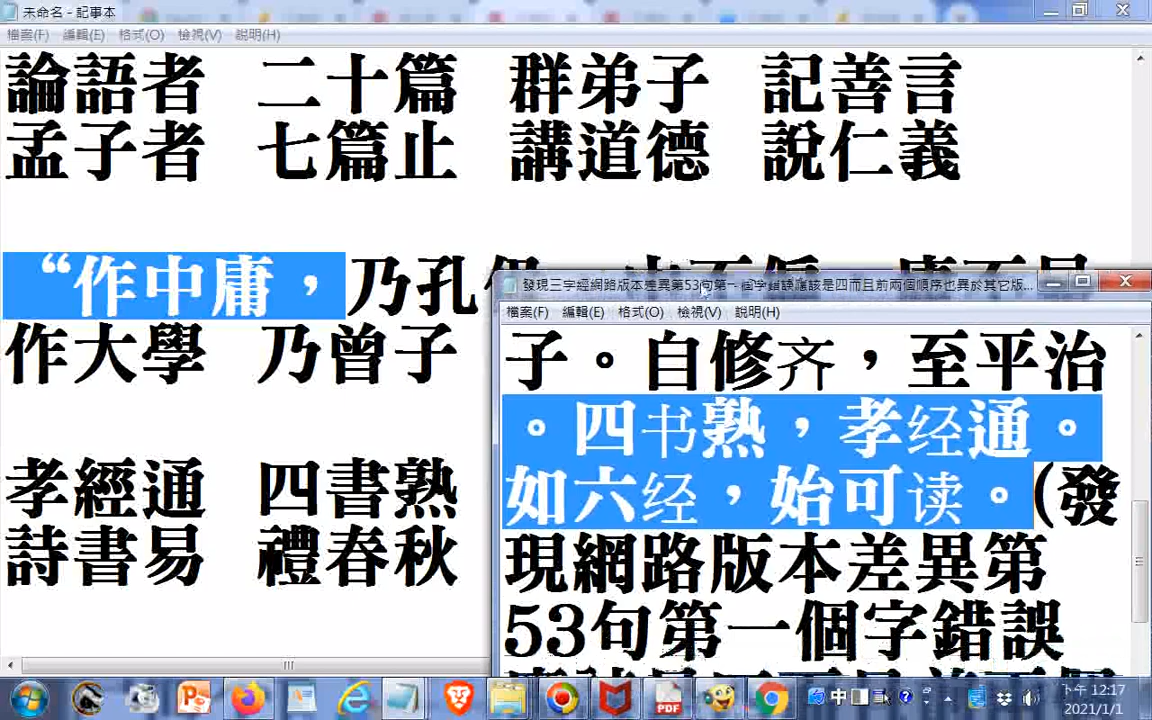 未命名 - 記事本
檔案(F) 編輯(E) 格式(O) 檢視(V) 說明(H)
論語者 二十篇 群弟子 記善言
孟子者 七篇止 講道德 說仁義
“作中庸，乃孔
作大學 乃曾子
孝經通 四書熟
詩書易 禮春秋
發現三字經網路版本差異第53句第一個字錯誤應該是四而且前兩個順序也異於其它版...
檔案(F) 編輯(E) 格式(O) 檢視(V) 說明(H)
子。自修齐，至平治
。四书熟，孝经通。
如六经，始可读。(發
現網路版本差異第
53句第一個字錯誤
中
下午 12:17
2021/1/1